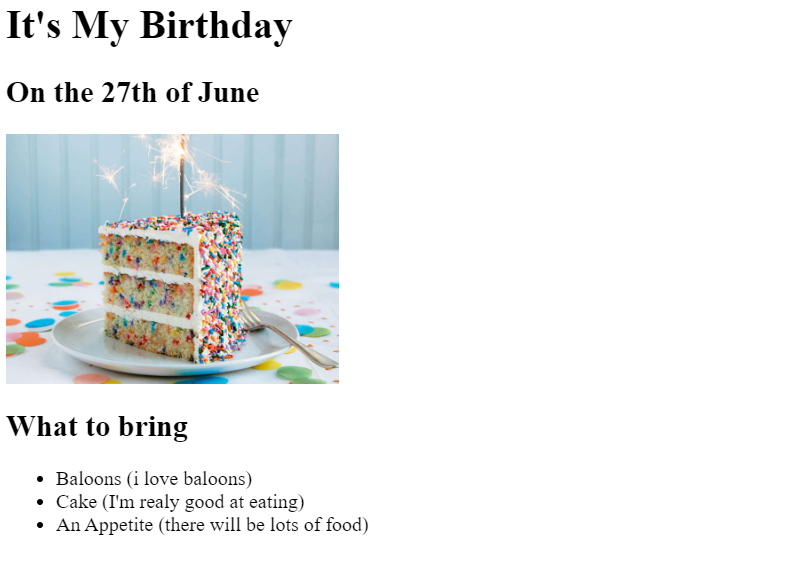 It's My Birthday
On the 27th of June
What to bring
Baloons (i love baloons)
Cake (I'm realy good at eating)
An Appetite (there will be lots of food)